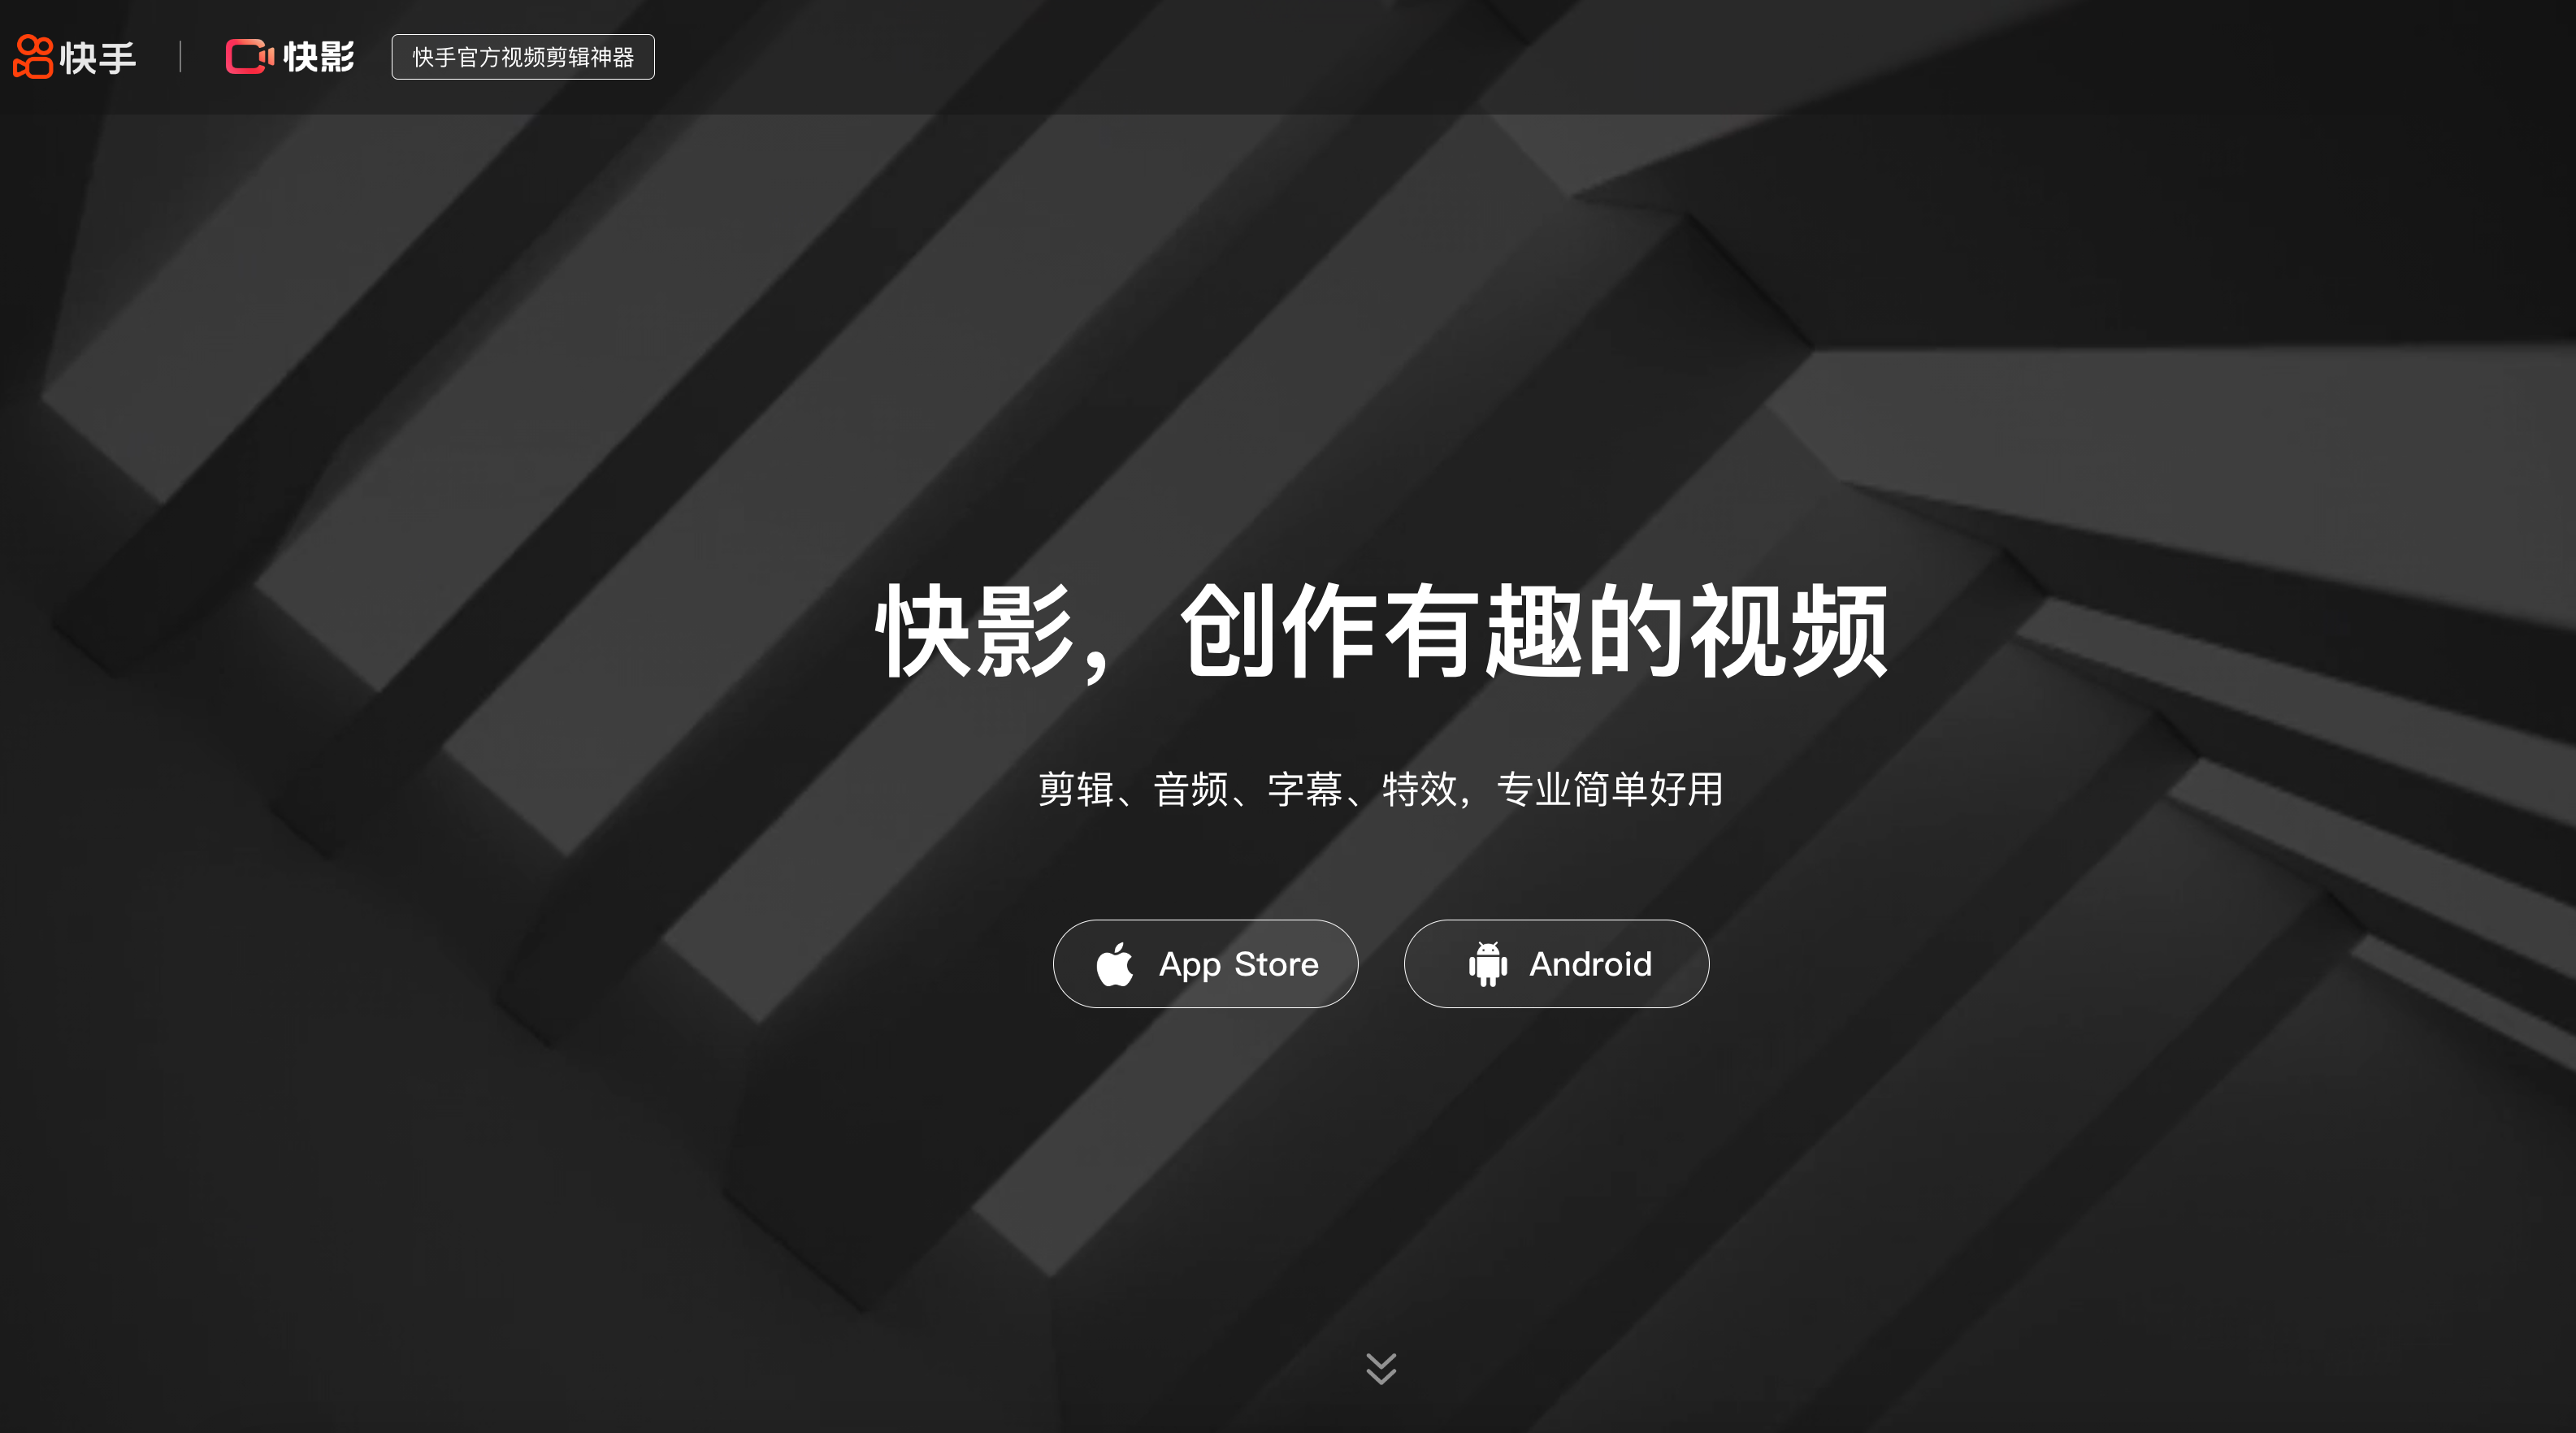 快手
快影
快手官方视频剪辑神器
快影，创作有趣的视频
剪辑、音频、字幕、特效，专业简单好用
App Store
Android